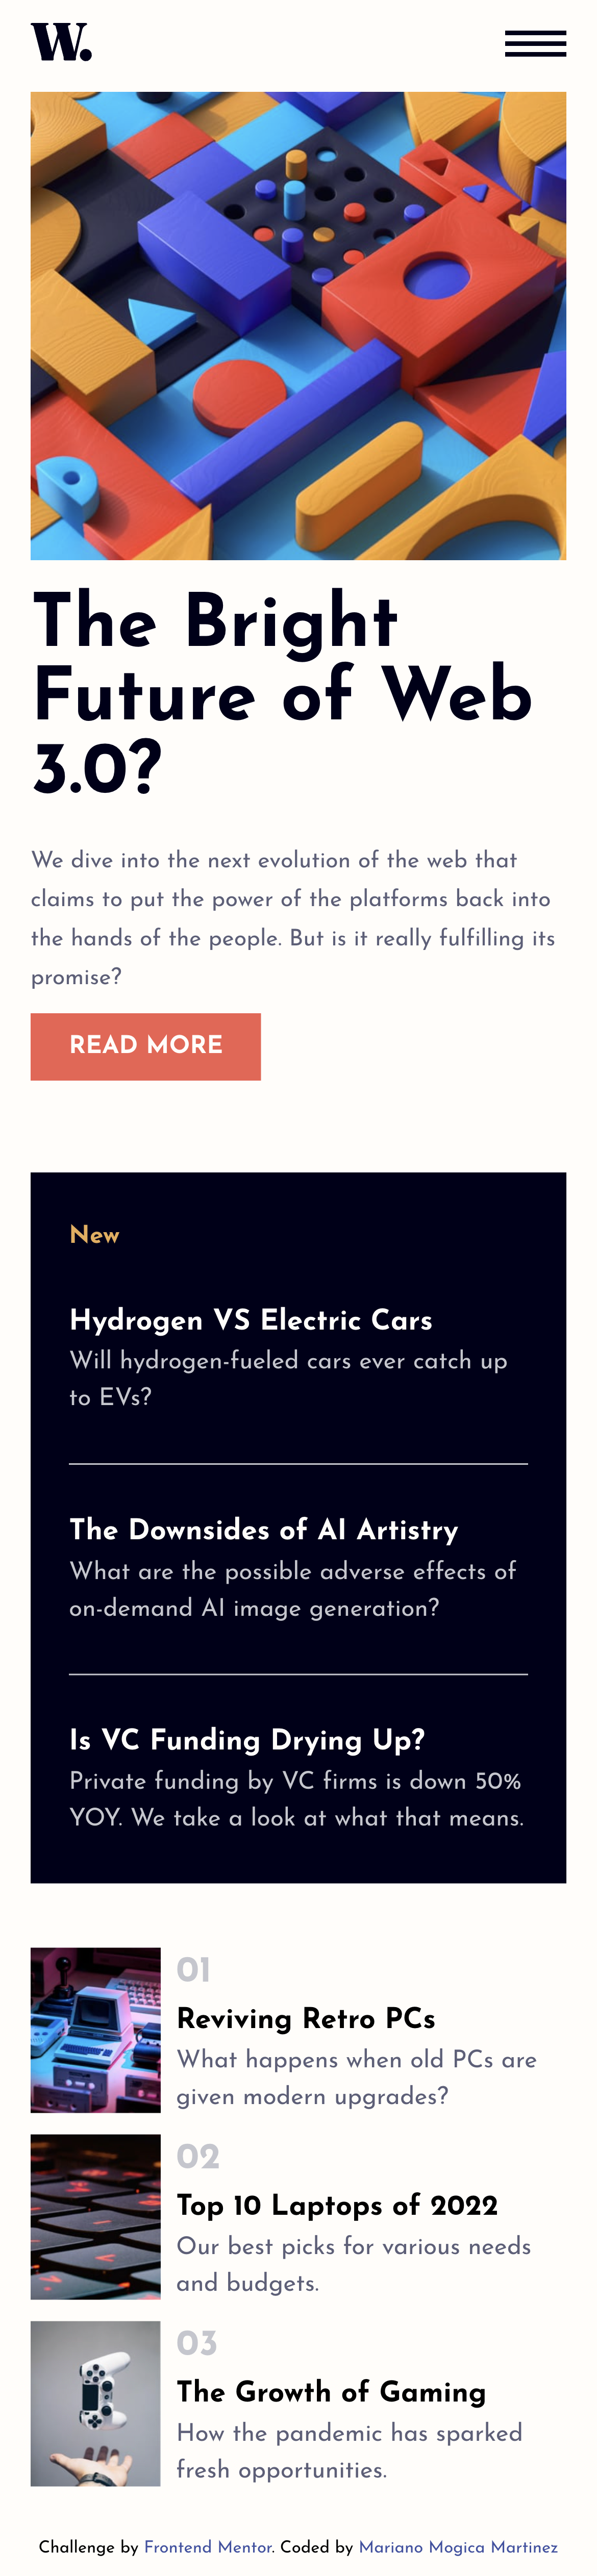 W.
The Bright
Future of Web
3.0?
We dive into the next evolution of the web that
claims to put the power of the platforms back into
the hands of the people. But is it really fulfilling its
promise?
READ MORE
New
Hydrogen VS Electric Cars
Will hydrogen-fueled cars ever catch up
to EVs?
The Downsides of AI Artistry
What are the possible adverse effects of
on-demand AI image generation?
Is VC Funding Drying Up?
Private funding by VC firms is down 50%
YOY. We take a look at what that means.
01
Reviving Retro PCs
What happens when old PCs are
given modern upgrades?
02
Top 10 Laptops of 2022
Our best picks for various needs
and budgets.
03
The Growth of Gaming
How the pandemic has sparked
fresh opportunities.
Challenge by Frontend Mentor. Coded by Mariano Mogica Martinez